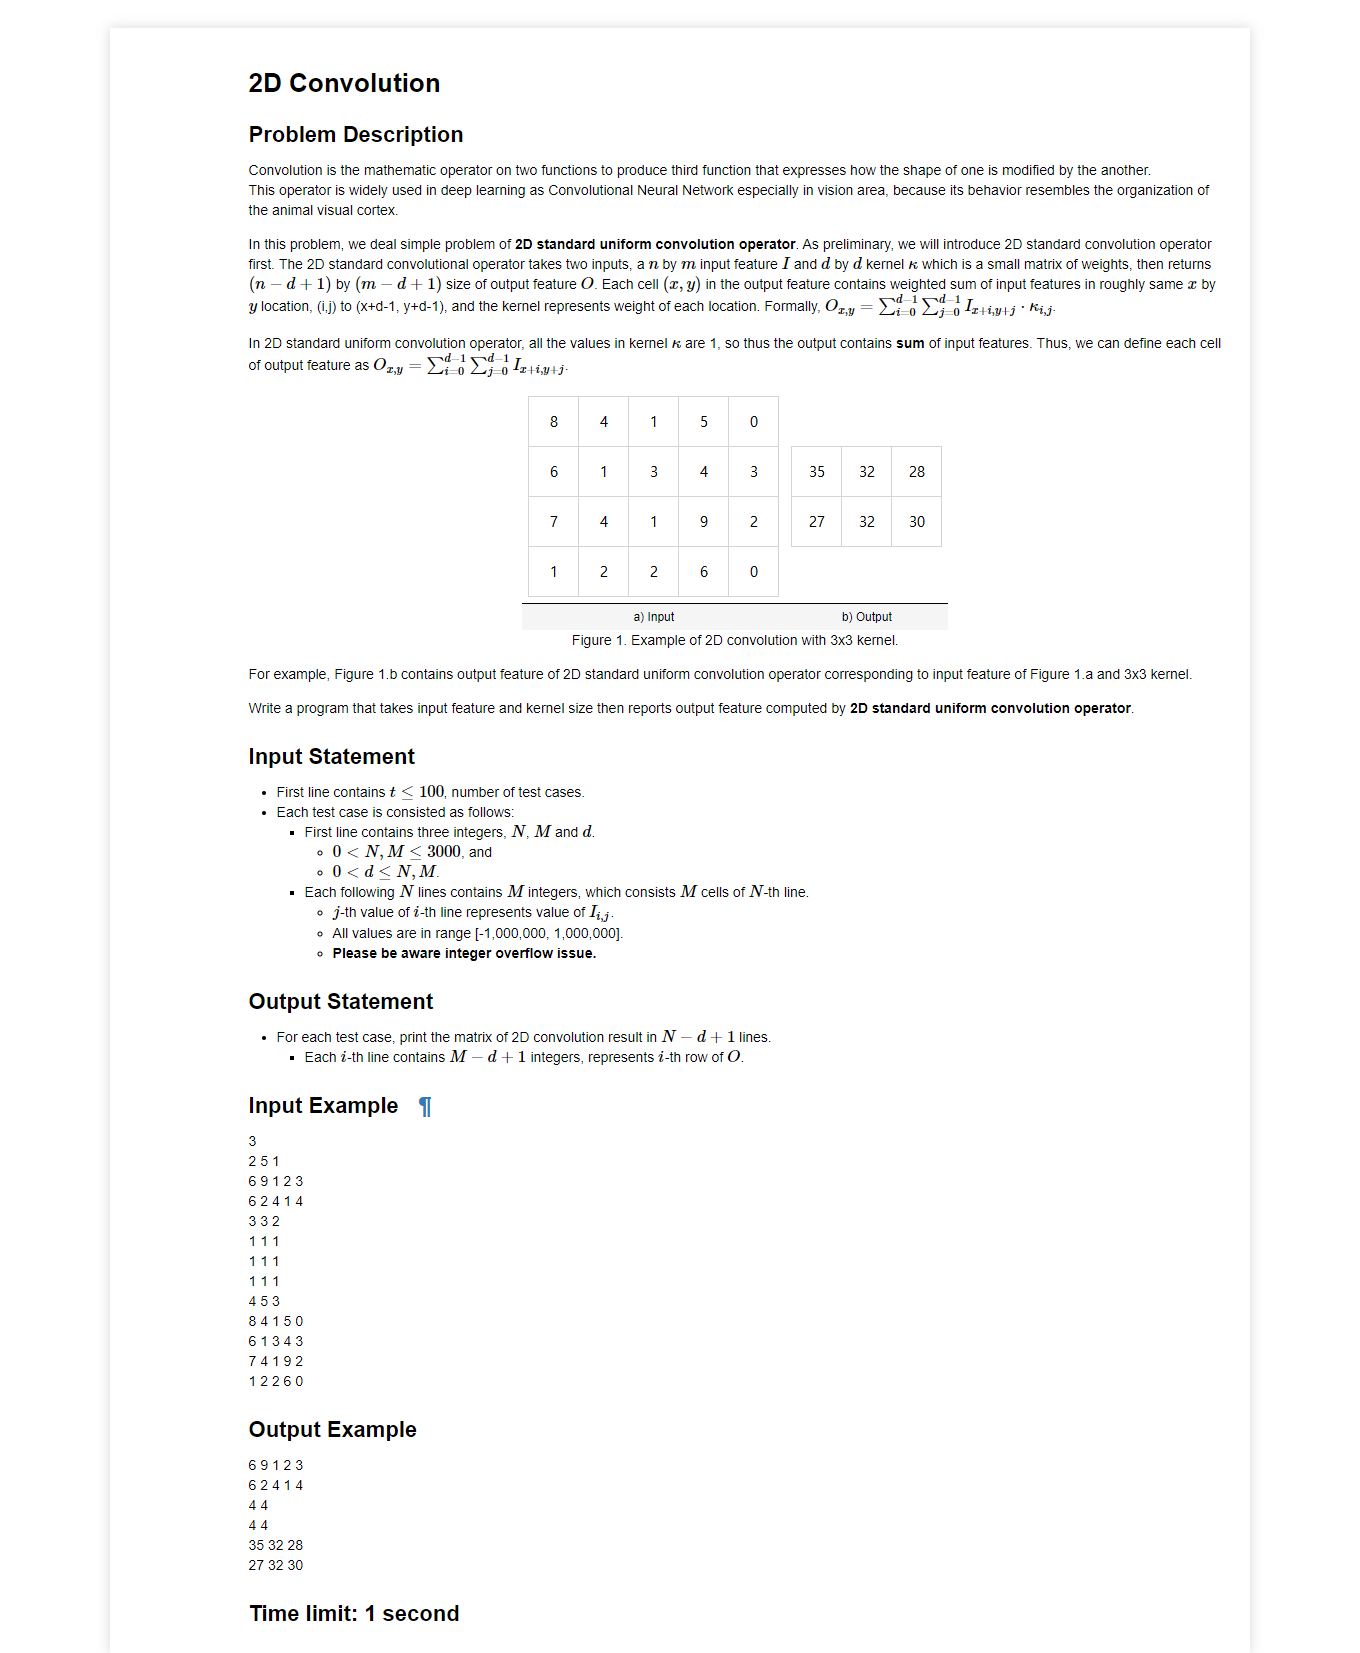 2D Convolution
Problem Description
Convolution is the mathematic operator on two functions to produce third function that expresses how the shape of one is modified by the another.
This operator is widely used in deep learning as Convolutional Neural Network especially in vision area, because its behavior resembles the organization of
the animal visual cortex.
In this problem, we deal simple problem of 2D standard uniform convolution operator. As preliminary, we will introduce 2D standard convolution operator
first. The 2D standard convolutional operator takes two inputs, a n by m input feature I and d by d kernel κ which is a small matrix of weights, then returns
(n − d + 1) by (m − d + 1) size of output feature O. Each cell (x, y) in the output feature contains weighted sum of input features in roughly same x by
y location, (i,j) to (x+d-1, y+d-1), and the kernel represents weight of each location. Formally, O_{x,y} = ∑_{i=0}^{d−1} ∑_{j=0}^{d−1} I_{x+i,y+j} · κ_{i,j}.
In 2D standard uniform convolution operator, all the values in kernel κ are 1, so thus the output contains sum of input features. Thus, we can define each cell
of output feature as O_{x,y} = ∑_{i=0}^{d−1} ∑_{j=0}^{d−1} I_{x+i,y+j}.
8 4 1 5 0
6 1 3 4 3 35 32 28
7 4 1 9 2 27 32 30
1 2 2 6 0
a) Input b) Output
Figure 1. Example of 2D convolution with 3x3 kernel.
For example, Figure 1.b contains output feature of 2D standard uniform convolution operator corresponding to input feature of Figure 1.a and 3x3 kernel.
Write a program that takes input feature and kernel size then reports output feature computed by 2D standard uniform convolution operator.
Input Statement
• First line contains t ≤ 100, number of test cases.
• Each test case is consisted as follows:
▪ First line contains three integers, N, M and d.
◦ 0 < N, M ≤ 3000, and
◦ 0 < d ≤ N, M.
▪ Each following N lines contains M integers, which consists M cells of N-th line.
◦ j-th value of i-th line represents value of I_{i,j}.
◦ All values are in range [-1,000,000, 1,000,000].
◦ Please be aware integer overflow issue.
Output Statement
• For each test case, print the matrix of 2D convolution result in N − d + 1 lines.
▪ Each i-th line contains M − d + 1 integers, represents i-th row of O.
Input Example ¶
3
2 5 1
6 9 1 2 3
6 2 4 1 4
3 3 2
1 1 1
1 1 1
1 1 1
4 5 3
8 4 1 5 0
6 1 3 4 3
7 4 1 9 2
1 2 2 6 0
Output Example
6 9 1 2 3
6 2 4 1 4
4 4
4 4
35 32 28
27 32 30
Time limit: 1 second